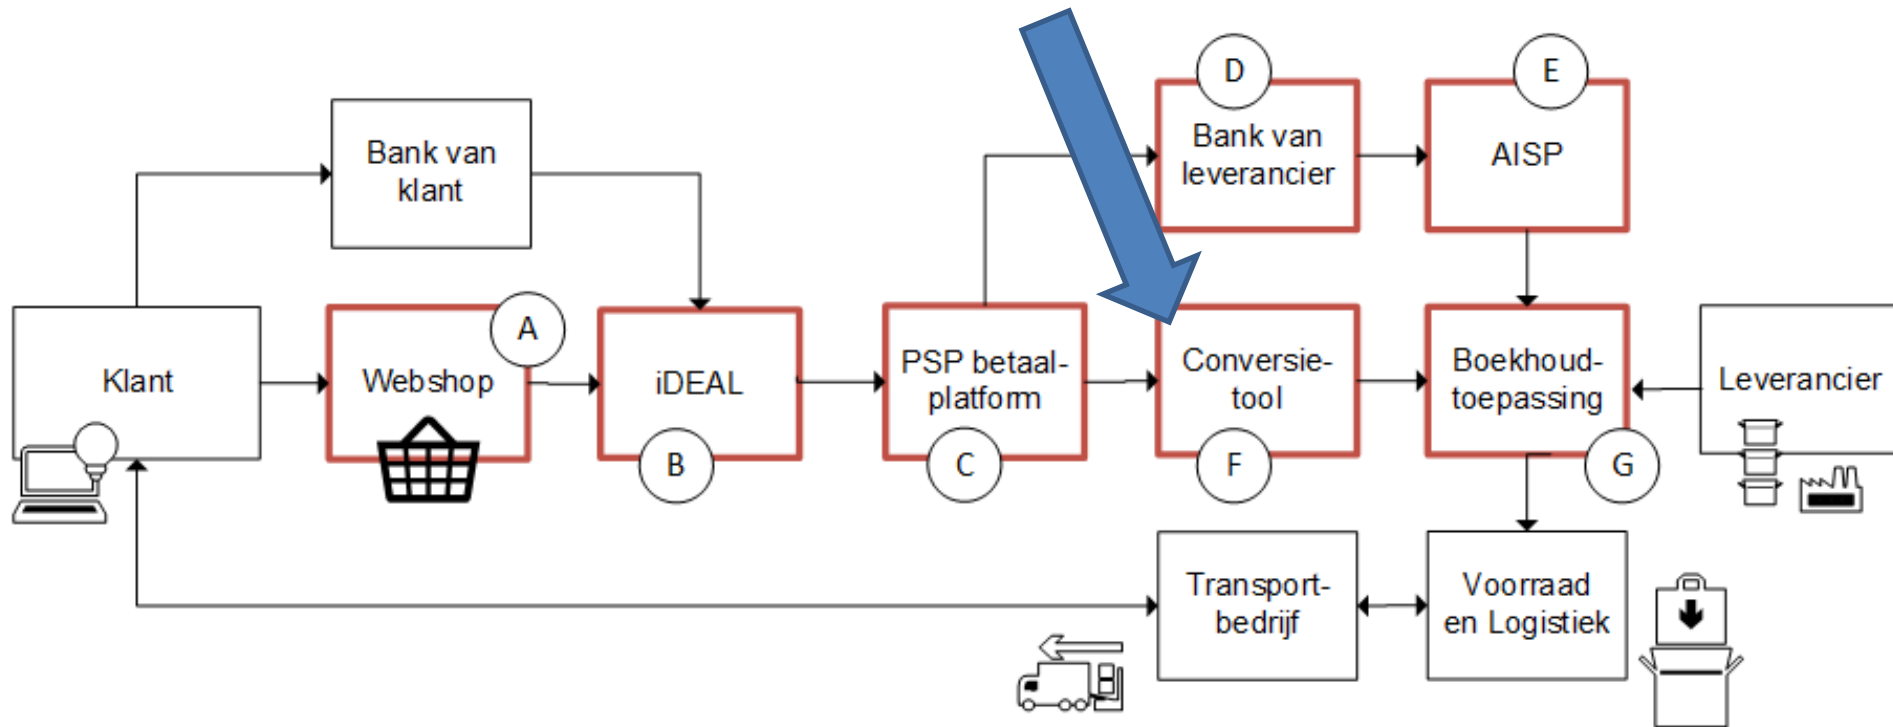 D
E
Bank van
klant
Bank van
leverancier
AISP
A
Klant
Webshop
iDEAL
PSP betaal-
platform
Conversie-
tool
Boekhoud-
toepassing
Leverancier
B
C
F
G
Transport-
bedrijf
Voorraad
en Logistiek